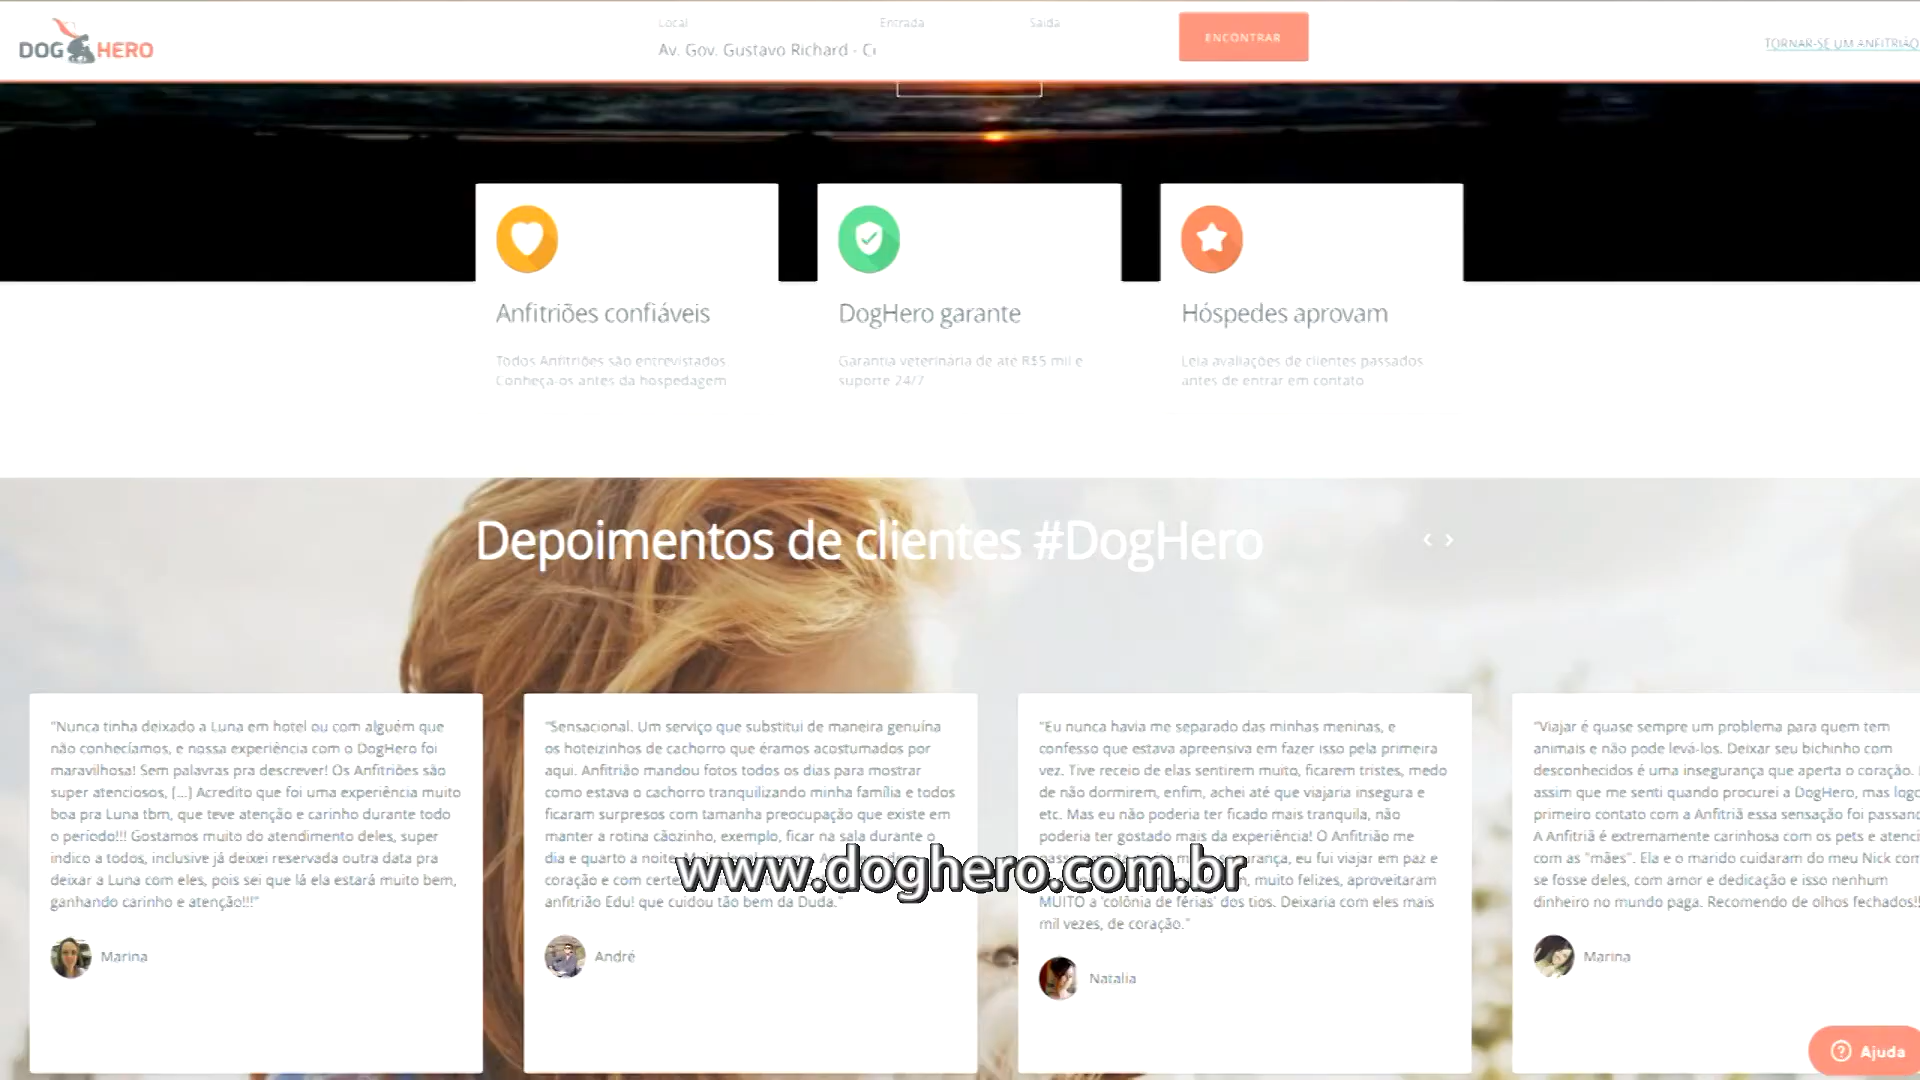 DOG HERO
Local
Entrada
Saída
Av. Gov. Gustavo Richard - Ce
ENCONTRAR
TORNAR-SE UM ANFITRIÃO
Anfitriões confiáveis
Todos Anfitriões são entrevistados
Conheça-os antes da hospedagem
DogHero garante
Garantia veterinária de até R$5 mil e
suporte 24/7
Hóspedes aprovam
Leia avaliações de clientes passados
antes de entrar em contato
Depoimentos de clientes #DogHero
"Nunca tinha deixado a Luna em hotel ou com alguém que
não conhecíamos, e nossa experiência com o DogHero foi
maravilhosa! Sem palavras pra descrever! Os Anfitriões são
super atenciosos, (...) Acredito que foi uma experiência muito
boa pra Luna tbm, que teve atenção e carinho durante todo
o período!!! Gostamos muito do atendimento deles, super
indico a todos, inclusive já deixei reservada outra data pra
deixar a Luna com eles, pois sei que lá ela estará muito bem,
ganhando carinho e atenção!!!"
Marina
"Sensacional. Um serviço que substitui de maneira genuína
os hoteizinhos de cachorro que éramos acostumados por
aqui. Anfitrião mandou fotos todos os dias para mostrar
como estava o cachorro tranquilizando minha família e todos
ficaram surpresos com tamanha preocupação que existe em
manter a rotina cãozinho, exemplo, ficar na sala durante o
dia e quarto a noite.
coração e com
anfitrião Edu! que cuidou tão bem da Duda."
André
"Eu nunca havia me separado das minhas meninas, e
confesso que estava apreensiva em fazer isso pela primeira
vez. Tive receio de elas sentirem muito, ficarem tristes, medo
de não dormirem, enfim, achei até que viajaria insegura e
etc. Mas eu não poderia ter ficado mais tranquila, não
poderia ter gostado mais da experiência! O Anfitrião me
segurança, eu fui viajar em paz e
muito felizes, aproveitaram
MUITO a 'colônia de férias' dos tios. Deixaria com eles mais
mil vezes, de coração."
Natalia
"Viajar é quase sempre um problema para quem tem
animais e não pode levá-los. Deixar seu bichinho com
desconhecidos é uma insegurança que aperta o coração.
assim que me senti quando procurei a DogHero, mas logo
primeiro contato com a Anfitriã essa sensação foi passando
A Anfitriã é extremamente carinhosa com os pets e atenci
com as "mães". Ela e o marido cuidaram do meu Nick com
se fosse deles, com amor e dedicação e isso nenhum
dinheiro no mundo paga. Recomendo de olhos fechados!!
Marina
www.doghero.com.br
Ajuda